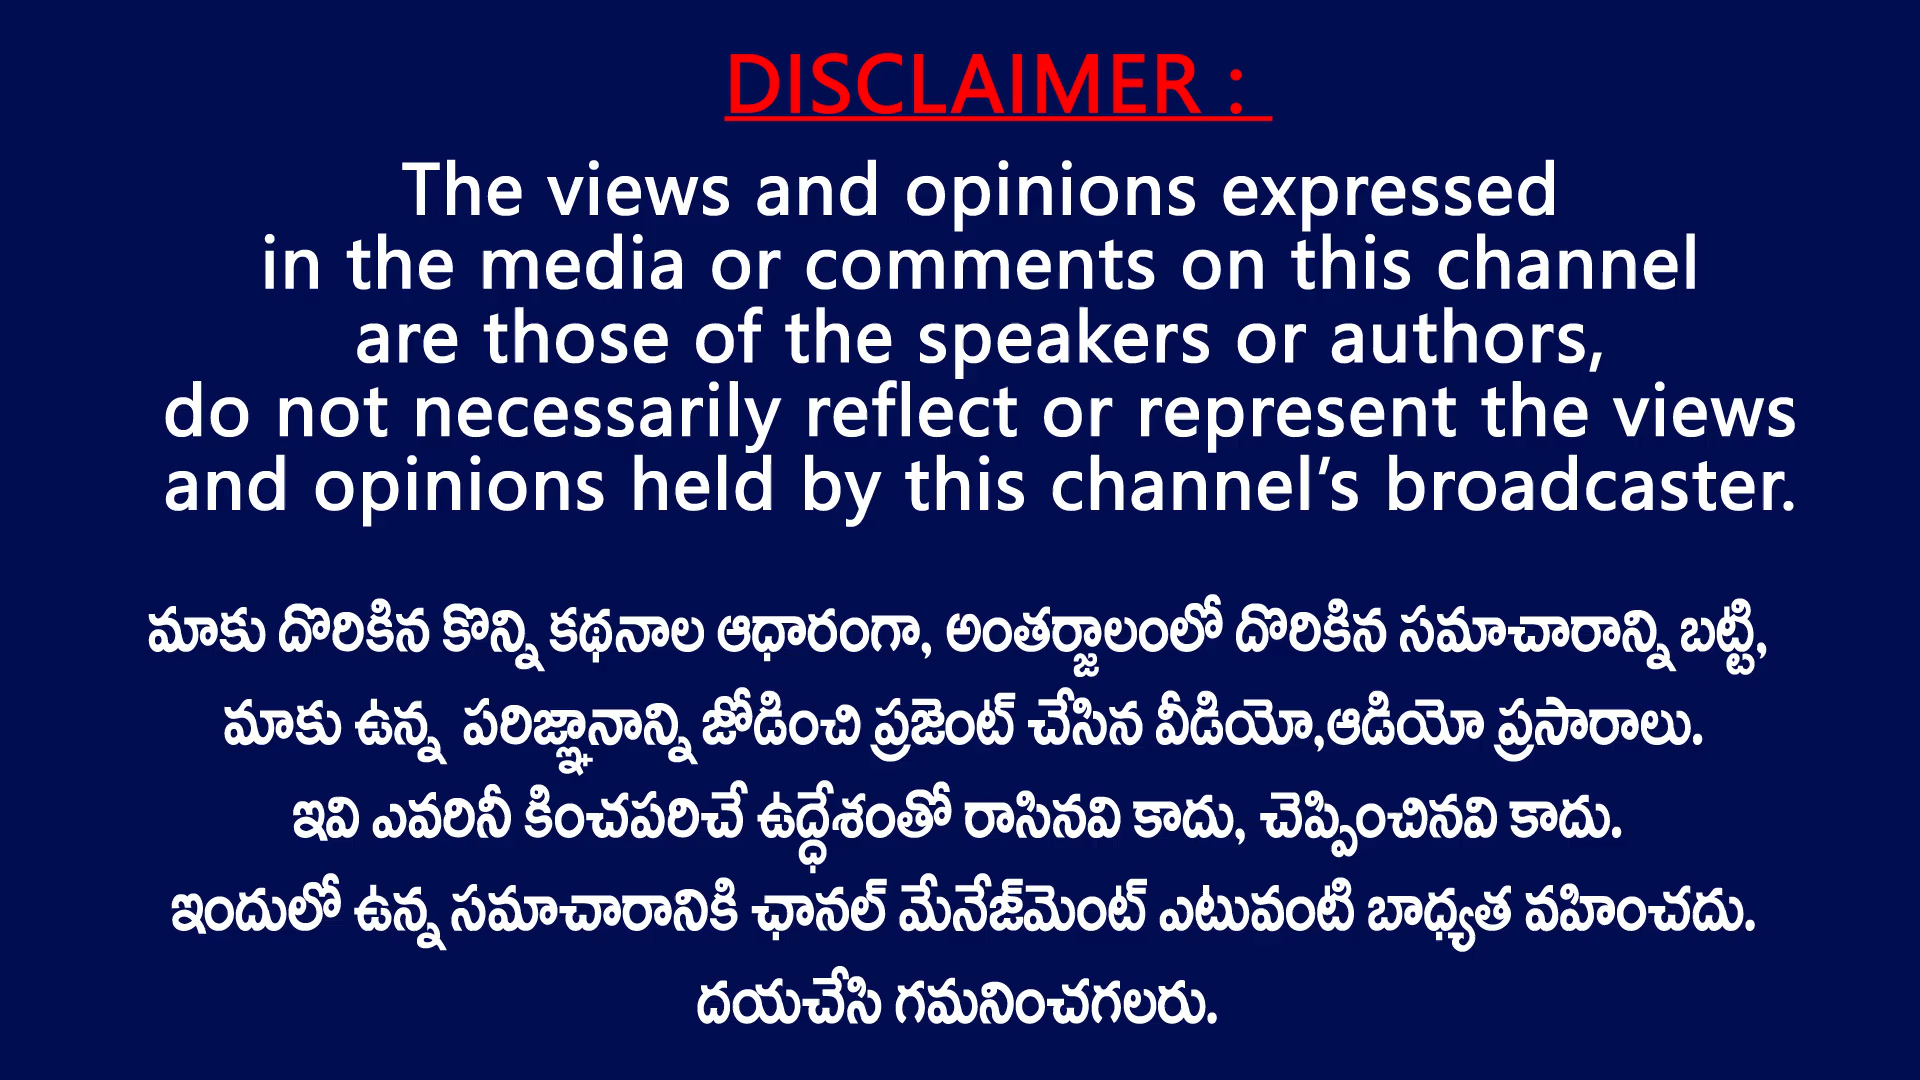 DISCLAIMER :
The views and opinions expressed
in the media or comments on this channel
are those of the speakers or authors,
do not necessarily reflect or represent the views
and opinions held by this channel’s broadcaster.
మాకు దొరికిన కొన్ని కథనాల ఆధారంగా, అంతర్జాలంలో దొరికిన సమాచారాన్ని బట్టి,
మాకు ఉన్న పరిజ్ఞానాన్ని జోడించి ప్రజెంట్ చేసిన వీడియో,ఆడియో ప్రసారాలు.
ఇవి ఎవరినీ కించపరిచే ఉద్ధేశంతో రాసినవి కాదు, చెప్పించినవి కాదు.
ఇందులో ఉన్న సమాచారానికి ఛానల్ మేనేజ్‌మెంట్ ఎటువంటి బాధ్యత వహించదు.
దయచేసి గమనించగలరు.